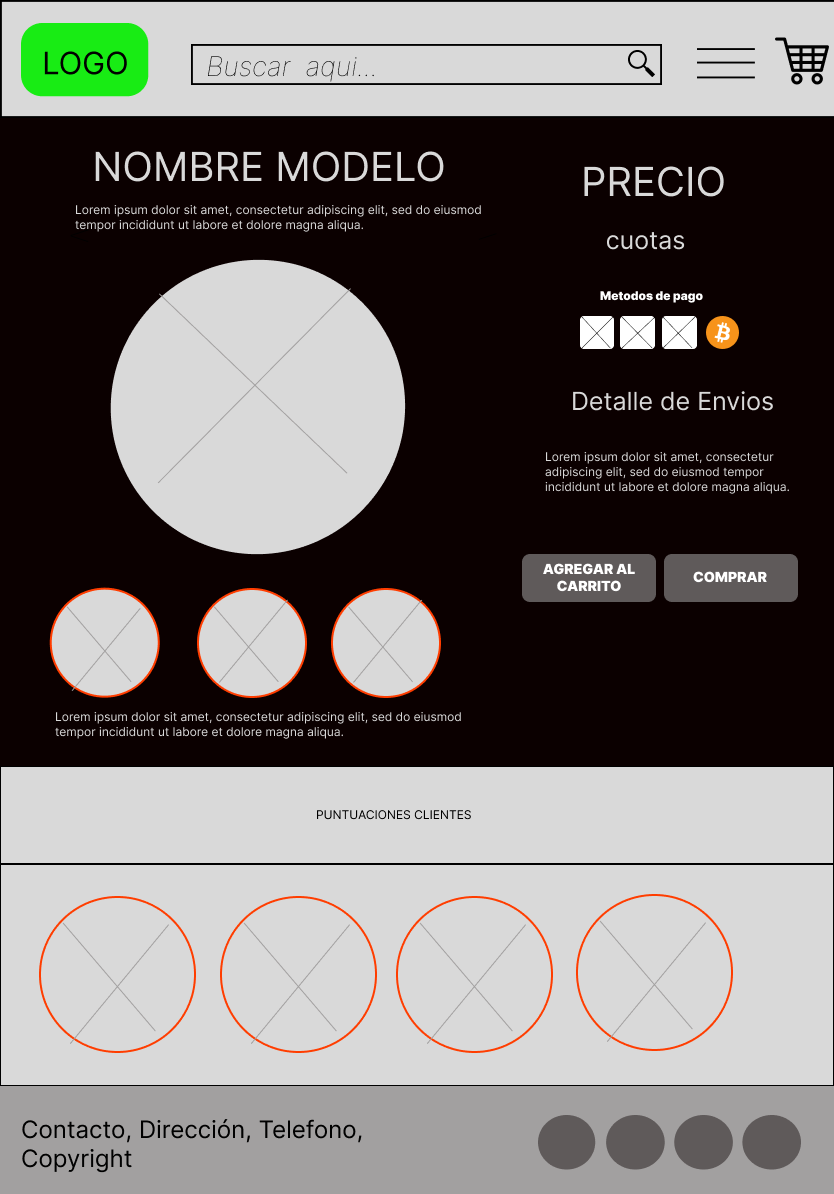 LOGO
Buscar aqui...
NOMBRE MODELO
Lorem ipsum dolor sit amet, consectetur adipiscing elit, sed do eiusmod
tempor incididunt ut labore et dolore magna aliqua.
PRECIO
cuotas
Metodos de pago
Detalle de Envios
Lorem ipsum dolor sit amet, consectetur
adipiscing elit, sed do eiusmod tempor
incididunt ut labore et dolore magna aliqua.
AGREGAR AL
CARRITO
COMPRAR
Lorem ipsum dolor sit amet, consectetur adipiscing elit, sed do eiusmod
tempor incididunt ut labore et dolore magna aliqua.
PUNTUACIONES CLIENTES
Contacto, Dirección, Telefono,
Copyright